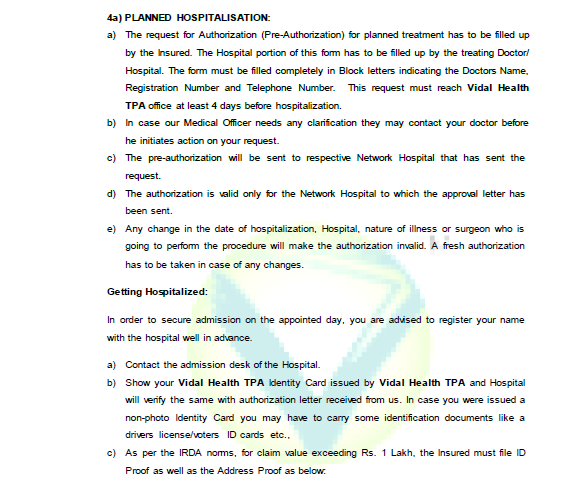 4a) PLANNED HOSPITALISATION:
a) The request for Authorization (Pre-Authorization) for planned treatment has to be filled up
by the Insured. The Hospital portion of this form has to be filled up by the treating Doctor/
Hospital. The form must be filled completely in Block letters indicating the Doctors Name,
Registration Number and Telephone Number. This request must reach Vidal Health
TPA office at least 4 days before hospitalization.
b) In case our Medical Officer needs any clarification they may contact your doctor before
he initiates action on your request.
c) The pre-authorization will be sent to respective Network Hospital that has sent the
request.
d) The authorization is valid only for the Network Hospital to which the approval letter has
been sent.
e) Any change in the date of hospitalization, Hospital, nature of illness or surgeon who is
going to perform the procedure will make the authorization invalid. A fresh authorization
has to be taken in case of any changes.
Getting Hospitalized:
In order to secure admission on the appointed day, you are advised to register your name
with the hospital well in advance.
a) Contact the admission desk of the Hospital.
b) Show your Vidal Health TPA Identity Card issued by Vidal Health TPA and Hospital
will verify the same with authorization letter received from us. In case you were issued a
non-photo Identity Card you may have to carry some identification documents like a
drivers license/voters ID cards etc.,
c) As per the IRDA norms, for claim value exceeding Rs. 1 Lakh, the Insured must file ID
Proof as well as the Address Proof as below: